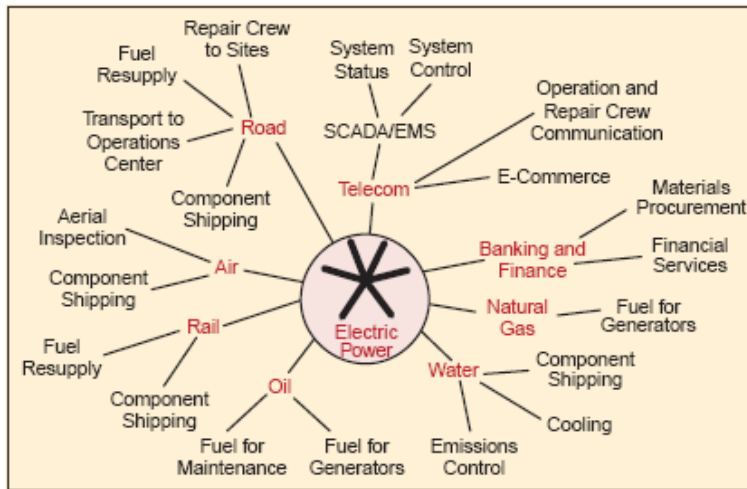 Repair Crew
to Sites
Fuel
Resupply
Transport to
Operations
Center
Road
Component
Shipping
System
Status
System
Control
SCADA/EMS
Operation and
Repair Crew
Communication
Telecom
E-Commerce
Materials
Procurement
Banking and
Finance
Financial
Services
Aerial
Inspection
Air
Component
Shipping
Natural
Gas
Fuel for
Generators
Rail
Fuel
Resupply
Component
Shipping
Electric
Power
Water
Component
Shipping
Cooling
Emissions
Control
Oil
Fuel for
Maintenance
Fuel for
Generators